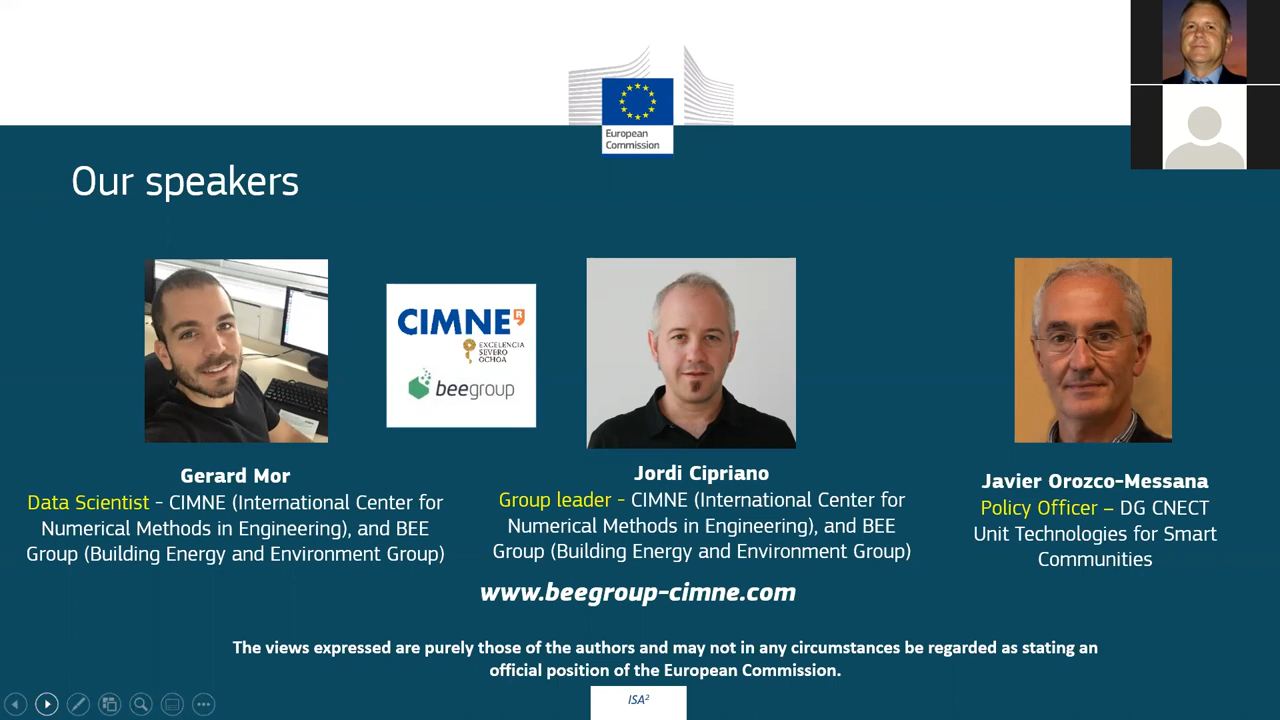 European
Commission
Our speakers
CIMNE
EXCELENCIA
SEVERO
OCHOA
beegroup
Gerard Mor
Data Scientist - CIMNE (International Center for
Numerical Methods in Engineering), and BEE
Group (Building Energy and Environment Group)
Jordi Cipriano
Group leader - CIMNE (International Center for
Numerical Methods in Engineering), and BEE
Group (Building Energy and Environment Group)
Javier Orozco-Messana
Policy Officer – DG CNECT
Unit Technologies for Smart
Communities
www.beegroup-cimne.com
The views expressed are purely those of the authors and may not in any circumstances be regarded as stating an
official position of the European Commission.
ISA²